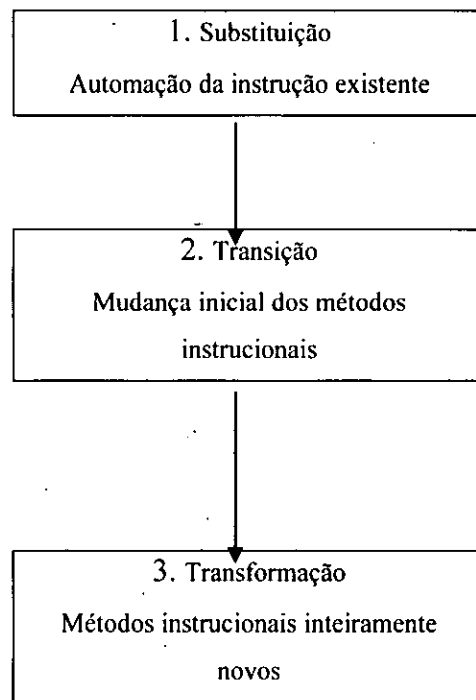 1. Substituição
Automação da instrução existente
2. Transição
Mudança inicial dos métodos
instrucionais
3. Transformação
Métodos instrucionais inteiramente
novos